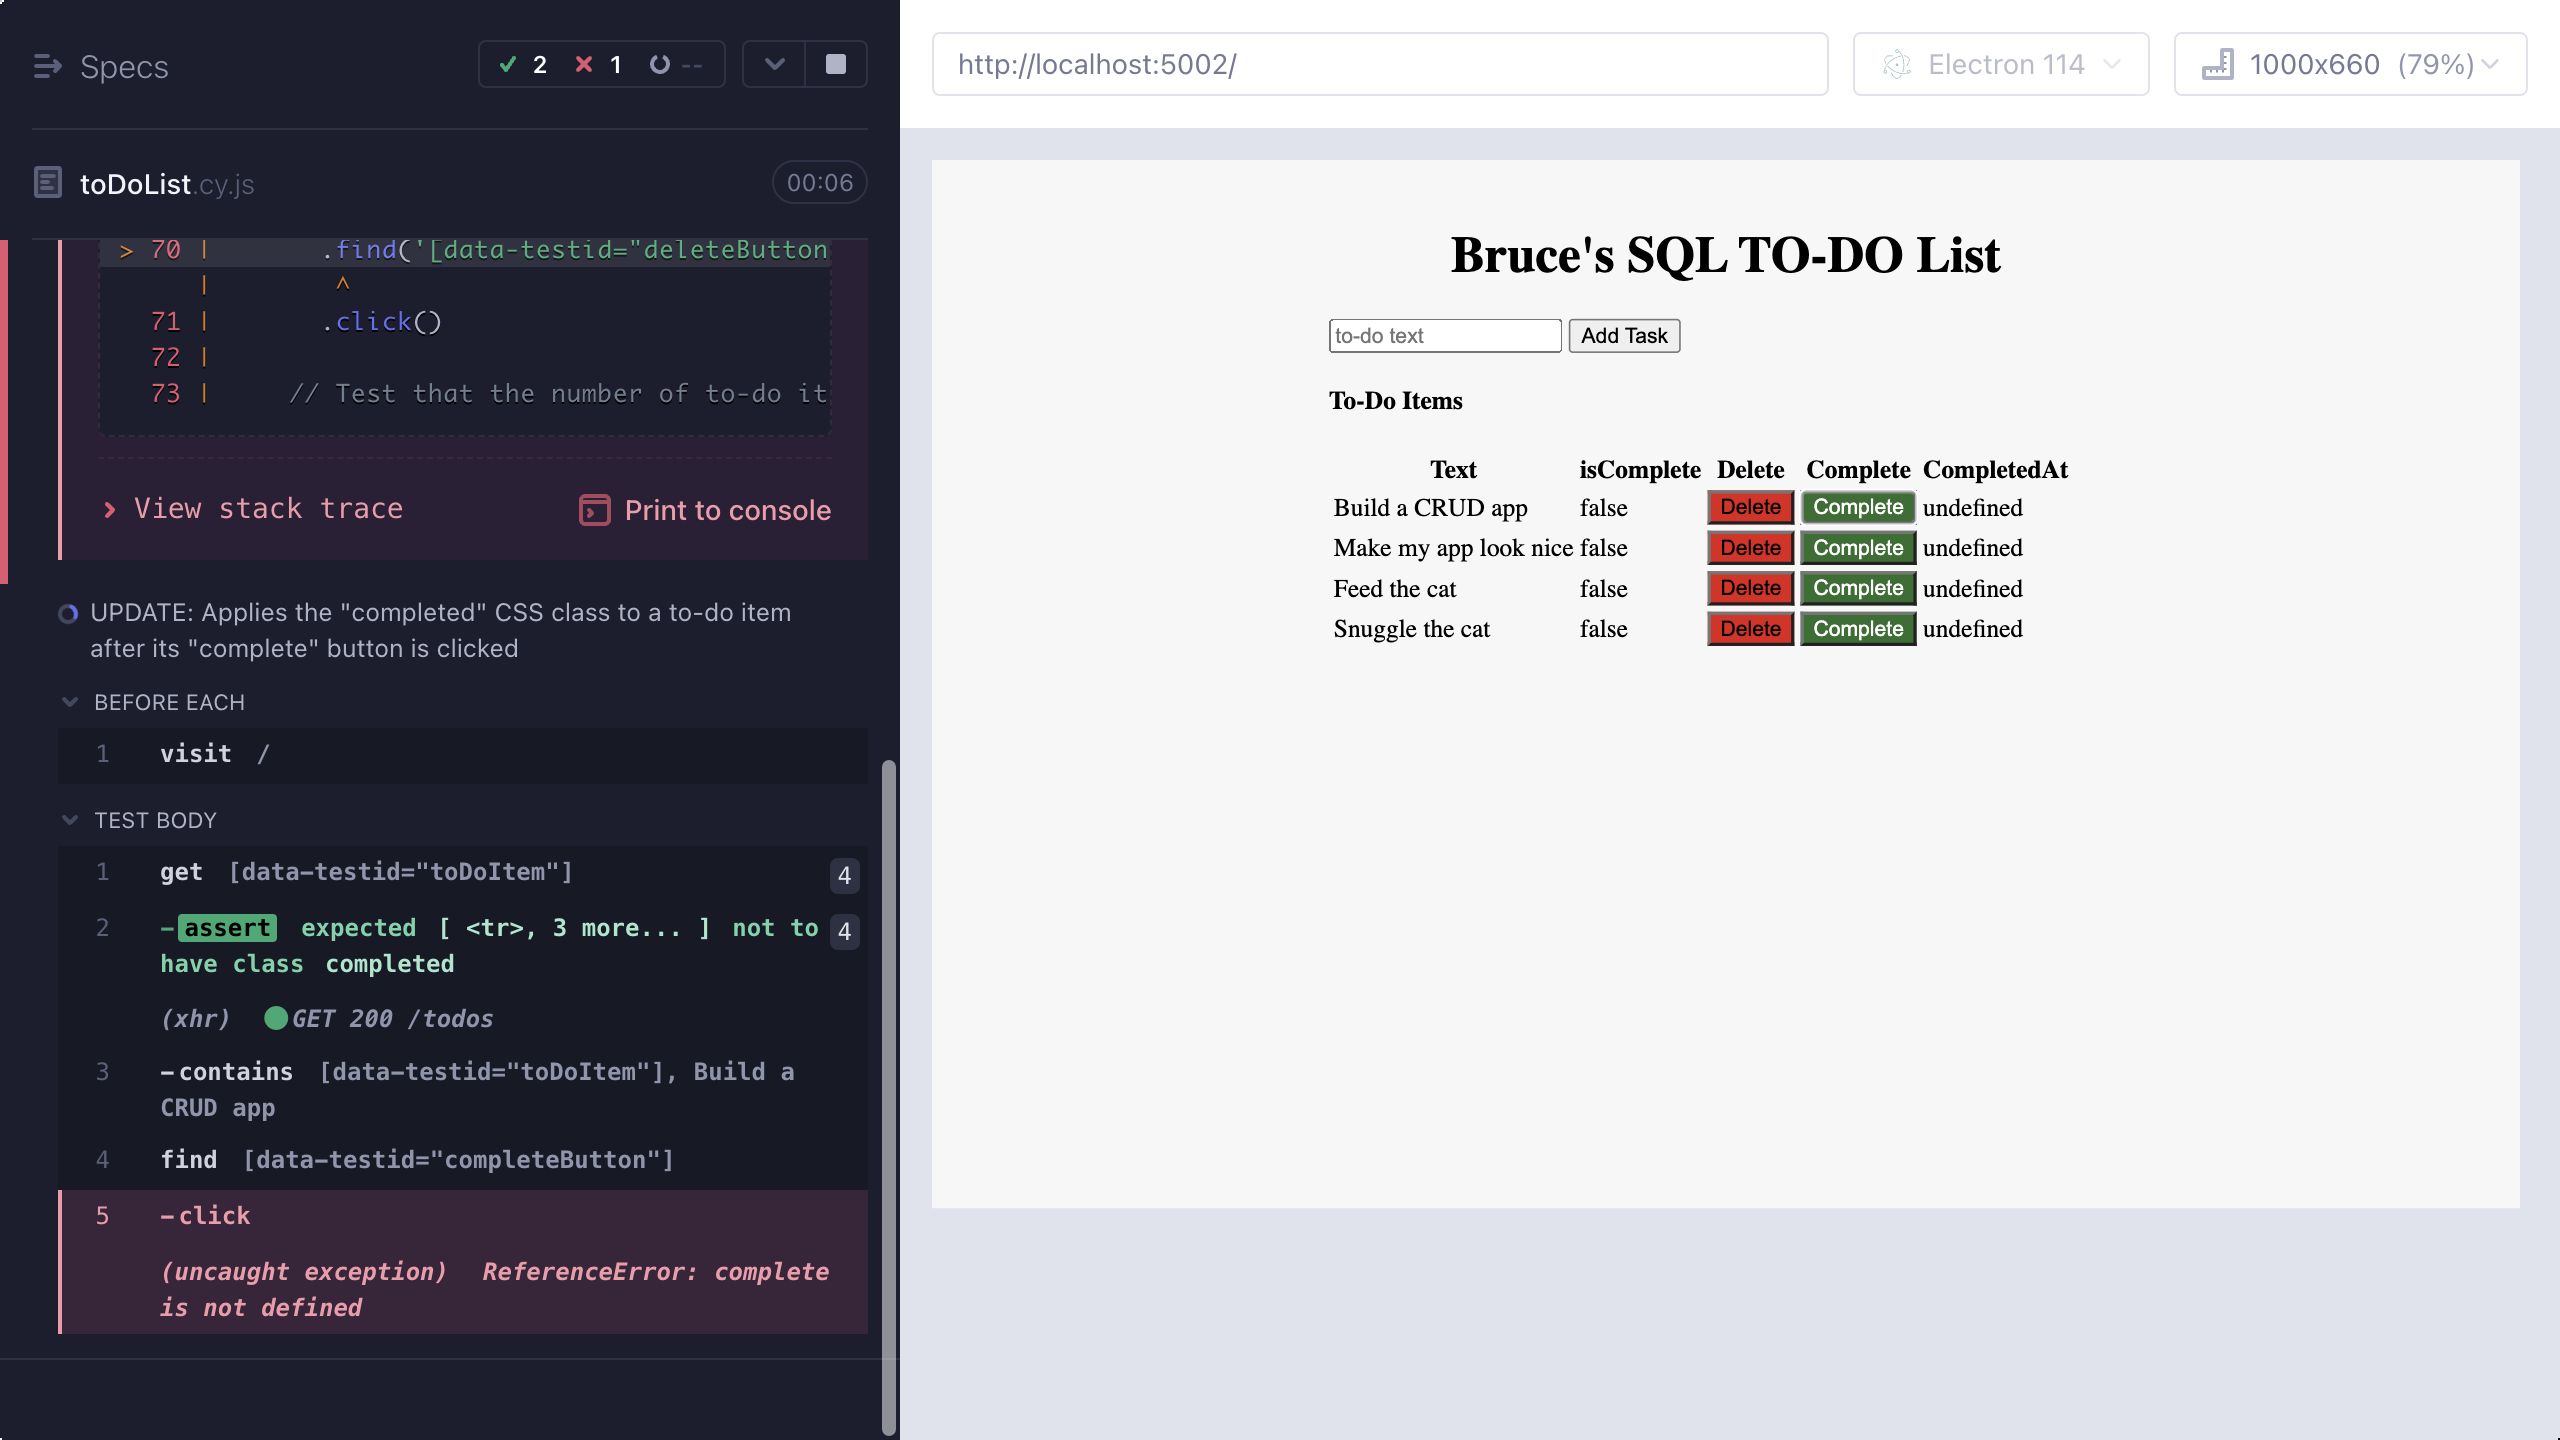 Specs
2 1 --
toDoList.cy.js 00:06
> 70 | .find('[data-testid="deleteButton
| ^
71 | .click()
72 |
73 | // Test that the number of to-do it
View stack trace
Print to console
UPDATE: Applies the "completed" CSS class to a to-do item
after its "complete" button is clicked
BEFORE EACH
1 visit /
TEST BODY
1 get [data-testid="toDoItem"] 4
2 -assert expected [ <tr>, 3 more... ] not to 4
have class completed
(xhr) GET 200 /todos
3 -contains [data-testid="toDoItem"], Build a
CRUD app
4 find [data-testid="completeButton"]
5 -click
(uncaught exception) ReferenceError: complete
is not defined
http://localhost:5002/
Electron 114
1000x660 (79%)
Bruce's SQL TO-DO List
to-do text Add Task
To-Do Items
Text isComplete Delete Complete CompletedAt
Build a CRUD app false Delete Complete undefined
Make my app look nice false Delete Complete undefined
Feed the cat false Delete Complete undefined
Snuggle the cat false Delete Complete undefined